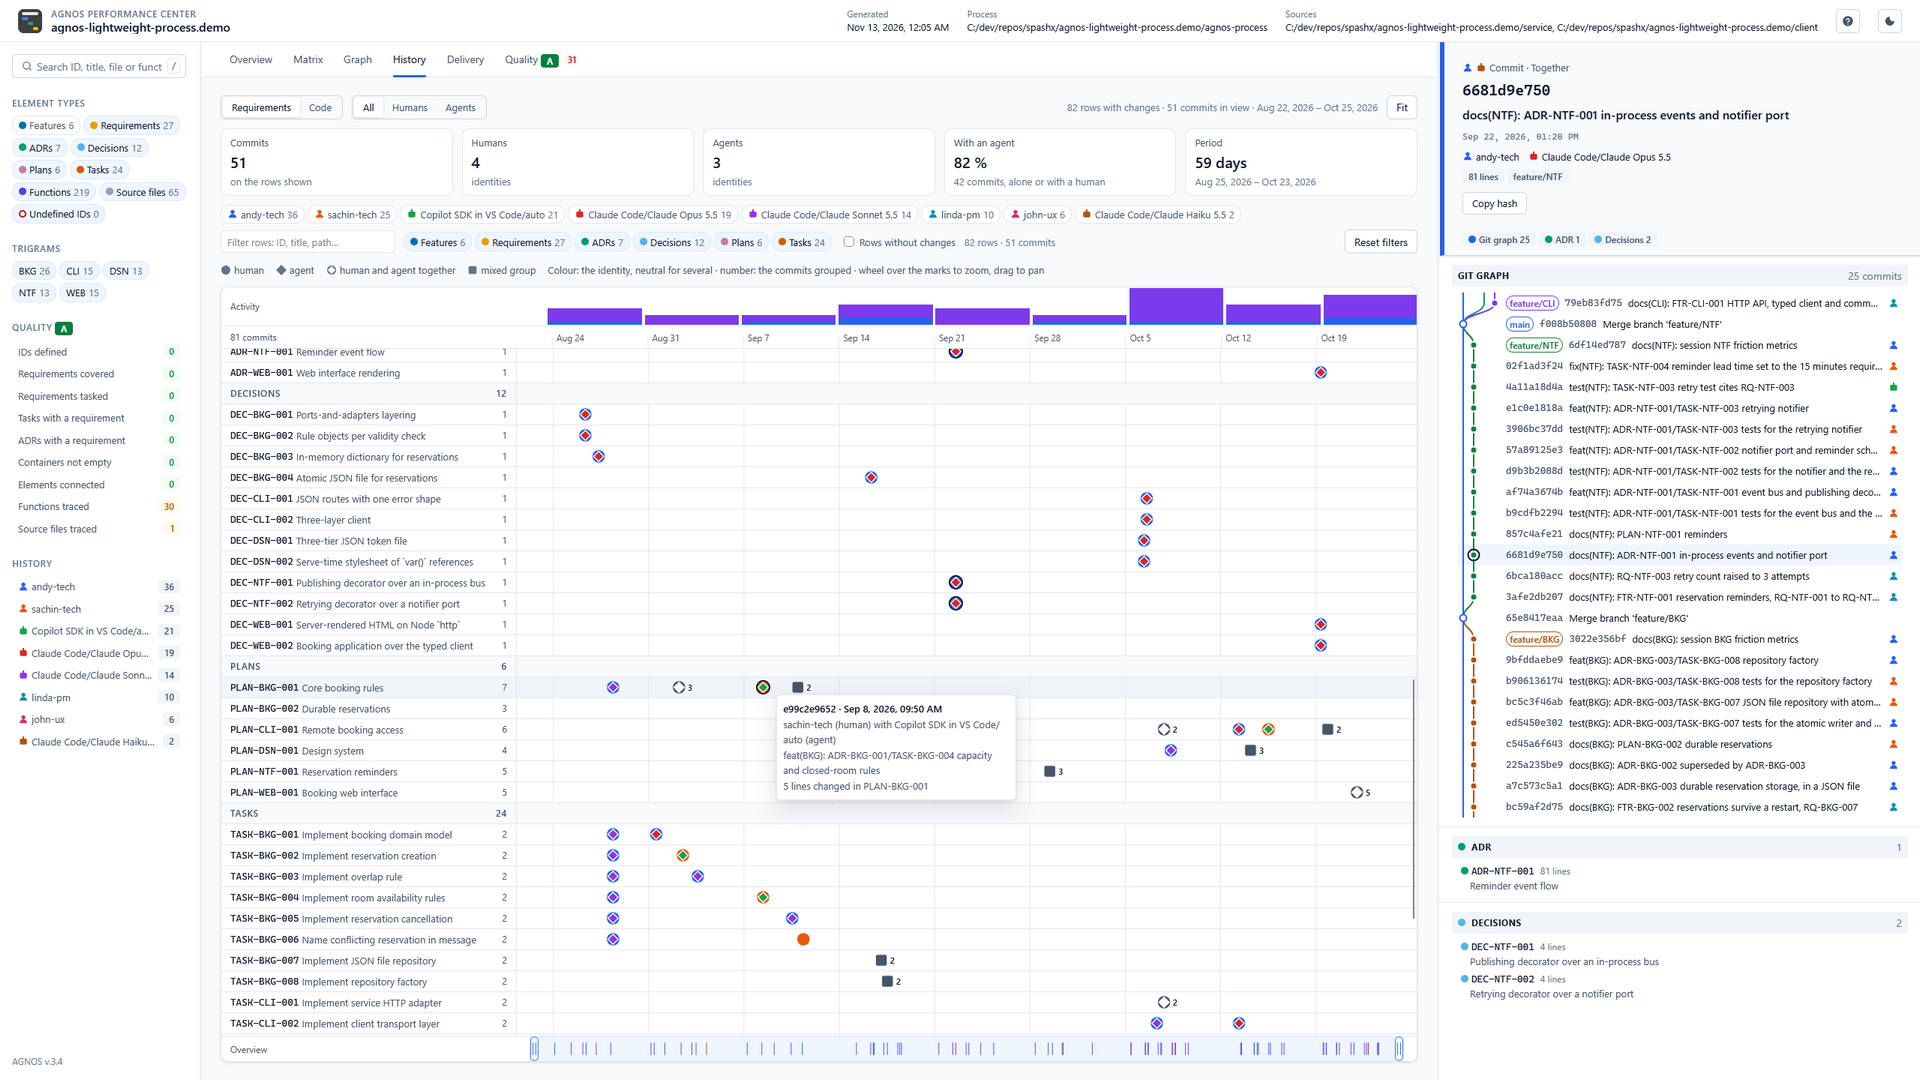 AGNOS PERFORMANCE CENTER
agnos-lightweight-process.demo
Generated
Nov 13, 2026, 12:05 AM
Process
C:/dev/repos/spashx/agnos-lightweight-process.demo/agnos-process
Sources
C:/dev/repos/spashx/agnos-lightweight-process.demo/service, C:/dev/repos/spashx/agnos-lightweight-process.demo/client
Search ID, title, file or funct /
ELEMENT TYPES
Features 6
Requirements 27
ADRs 7
Decisions 12
Plans 6
Tasks 24
Functions 219
Source files 65
Undefined IDs 0
TRIGRAMS
BKG 26
CLI 15
DSN 13
NTF 13
WEB 15
QUALITY A
IDs defined 0
Requirements covered 0
Requirements tasked 0
Tasks with a requirement 0
ADRs with a requirement 0
Containers not empty 0
Elements connected 0
Functions traced 30
Source files traced 1
HISTORY
andy-tech 36
sachin-tech 25
Copilot SDK in VS Code/a... 21
Claude Code/Claude Opu... 19
Claude Code/Claude Sonn... 14
linda-pm 10
john-ux 6
Claude Code/Claude Haiku... 2
AGNOS v.3.4
Overview
Matrix
Graph
History
Delivery
Quality A 31
Requirements
Code
All
Humans
Agents
82 rows with changes · 51 commits in view · Aug 22, 2026 – Oct 25, 2026
Fit
Commits
51
on the rows shown
Humans
4
identities
Agents
3
identities
With an agent
82 %
42 commits, alone or with a human
Period
59 days
Aug 25, 2026 – Oct 23, 2026
andy-tech 36
sachin-tech 25
Copilot SDK in VS Code/auto 21
Claude Code/Claude Opus 5.5 19
Claude Code/Claude Sonnet 5.5 14
linda-pm 10
john-ux 6
Claude Code/Claude Haiku 5.5 2
Filter rows: ID, title, path...
Features 6
Requirements 27
ADRs 7
Decisions 12
Plans 6
Tasks 24
Rows without changes
82 rows · 51 commits
Reset filters
human
agent
human and agent together
mixed group
Colour: the identity, neutral for several · number: the commits grouped · wheel over the marks to zoom, drag to pan
Activity
81 commits
Aug 24
Aug 31
Sep 7
Sep 14
Sep 21
Sep 28
Oct 5
Oct 12
Oct 19
ADR-NTF-001 Reminder event flow 1
ADR-WEB-001 Web interface rendering 1
DECISIONS 12
DEC-BKG-001 Ports-and-adapters layering 1
DEC-BKG-002 Rule objects per validity check 1
DEC-BKG-003 In-memory dictionary for reservations 1
DEC-BKG-004 Atomic JSON file for reservations 1
DEC-CLI-001 JSON routes with one error shape 1
DEC-CLI-002 Three-layer client 1
DEC-DSN-001 Three-tier JSON token file 1
DEC-DSN-002 Serve-time stylesheet of `var()` references 1
DEC-NTF-001 Publishing decorator over an in-process bus 1
DEC-NTF-002 Retrying decorator over a notifier port 1
DEC-WEB-001 Server-rendered HTML on Node `http` 1
DEC-WEB-002 Booking application over the typed client 1
PLANS 6
PLAN-BKG-001 Core booking rules 7 3 2
PLAN-BKG-002 Durable reservations 3
PLAN-CLI-001 Remote booking access 6 2 2
PLAN-DSN-001 Design system 4 3
PLAN-NTF-001 Reservation reminders 5 3
PLAN-WEB-001 Booking web interface 5 5
e99c2e9652 · Sep 8, 2026, 09:50 AM
sachin-tech (human) with Copilot SDK in VS Code/
auto (agent)
feat(BKG): ADR-BKG-001/TASK-BKG-004 capacity
and closed-room rules
5 lines changed in PLAN-BKG-001
TASKS 24
TASK-BKG-001 Implement booking domain model 2
TASK-BKG-002 Implement reservation creation 2
TASK-BKG-003 Implement overlap rule 2
TASK-BKG-004 Implement room availability rules 2
TASK-BKG-005 Implement reservation cancellation 2
TASK-BKG-006 Name conflicting reservation in message 2
TASK-BKG-007 Implement JSON file repository 2 2
TASK-BKG-008 Implement repository factory 2 2
TASK-CLI-001 Implement service HTTP adapter 2 2
TASK-CLI-002 Implement client transport layer 2
Overview
Commit · Together
6681d9e750
docs(NTF): ADR-NTF-001 in-process events and notifier port
Sep 22, 2026, 01:20 PM
andy-tech
Claude Code/Claude Opus 5.5
81 lines
feature/NTF
Copy hash
Git graph 25
ADR 1
Decisions 2
GIT GRAPH 25 commits
feature/CLI 79eb83fd75 docs(CLI): FTR-CLI-001 HTTP API, typed client and comm...
main f008b50808 Merge branch 'feature/NTF'
feature/NTF 6df14ed787 docs(NTF): session NTF friction metrics
02f1ad3f24 fix(NTF): TASK-NTF-004 reminder lead time set to the 15 minutes requir...
4a11a18d4a test(NTF): TASK-NTF-003 retry test cites RQ-NTF-003
e1c0e1818a feat(NTF): ADR-NTF-001/TASK-NTF-003 retrying notifier
3906bc37dd test(NTF): ADR-NTF-001/TASK-NTF-003 tests for the retrying notifier
57a89125e3 feat(NTF): ADR-NTF-001/TASK-NTF-002 notifier port and reminder sch...
d9b3b2088d test(NTF): ADR-NTF-001/TASK-NTF-002 tests for the notifier and the re...
af74a3674b feat(NTF): ADR-NTF-001/TASK-NTF-001 event bus and publishing deco...
b9cdfb2294 test(NTF): ADR-NTF-001/TASK-NTF-001 tests for the event bus and the ...
857c4afe21 docs(NTF): PLAN-NTF-001 reminders
6681d9e750 docs(NTF): ADR-NTF-001 in-process events and notifier port
6bca180acc docs(NTF): RQ-NTF-003 retry count raised to 3 attempts
3afe2db207 docs(NTF): FTR-NTF-001 reservation reminders, RQ-NTF-001 to RQ-NT...
65e8417eaa Merge branch 'feature/BKG'
feature/BKG 3022e356bf docs(BKG): session BKG friction metrics
9bfddaebe9 feat(BKG): ADR-BKG-003/TASK-BKG-008 repository factory
b906136174 test(BKG): ADR-BKG-003/TASK-BKG-008 tests for the repository factory
bc5c3f46ab feat(BKG): ADR-BKG-003/TASK-BKG-007 JSON file repository with atom...
ed5450e302 test(BKG): ADR-BKG-003/TASK-BKG-007 tests for the atomic writer and ...
c545a6f643 docs(BKG): PLAN-BKG-002 durable reservations
225a235be9 docs(BKG): ADR-BKG-002 superseded by ADR-BKG-003
a7c573c5a1 docs(BKG): ADR-BKG-003 durable reservation storage, in a JSON file
bc59af2d75 docs(BKG): FTR-BKG-002 reservations survive a restart, RQ-BKG-007
ADR 1
ADR-NTF-001 81 lines
Reminder event flow
DECISIONS 2
DEC-NTF-001 4 lines
Publishing decorator over an in-process bus
DEC-NTF-002 4 lines
Retrying decorator over a notifier port